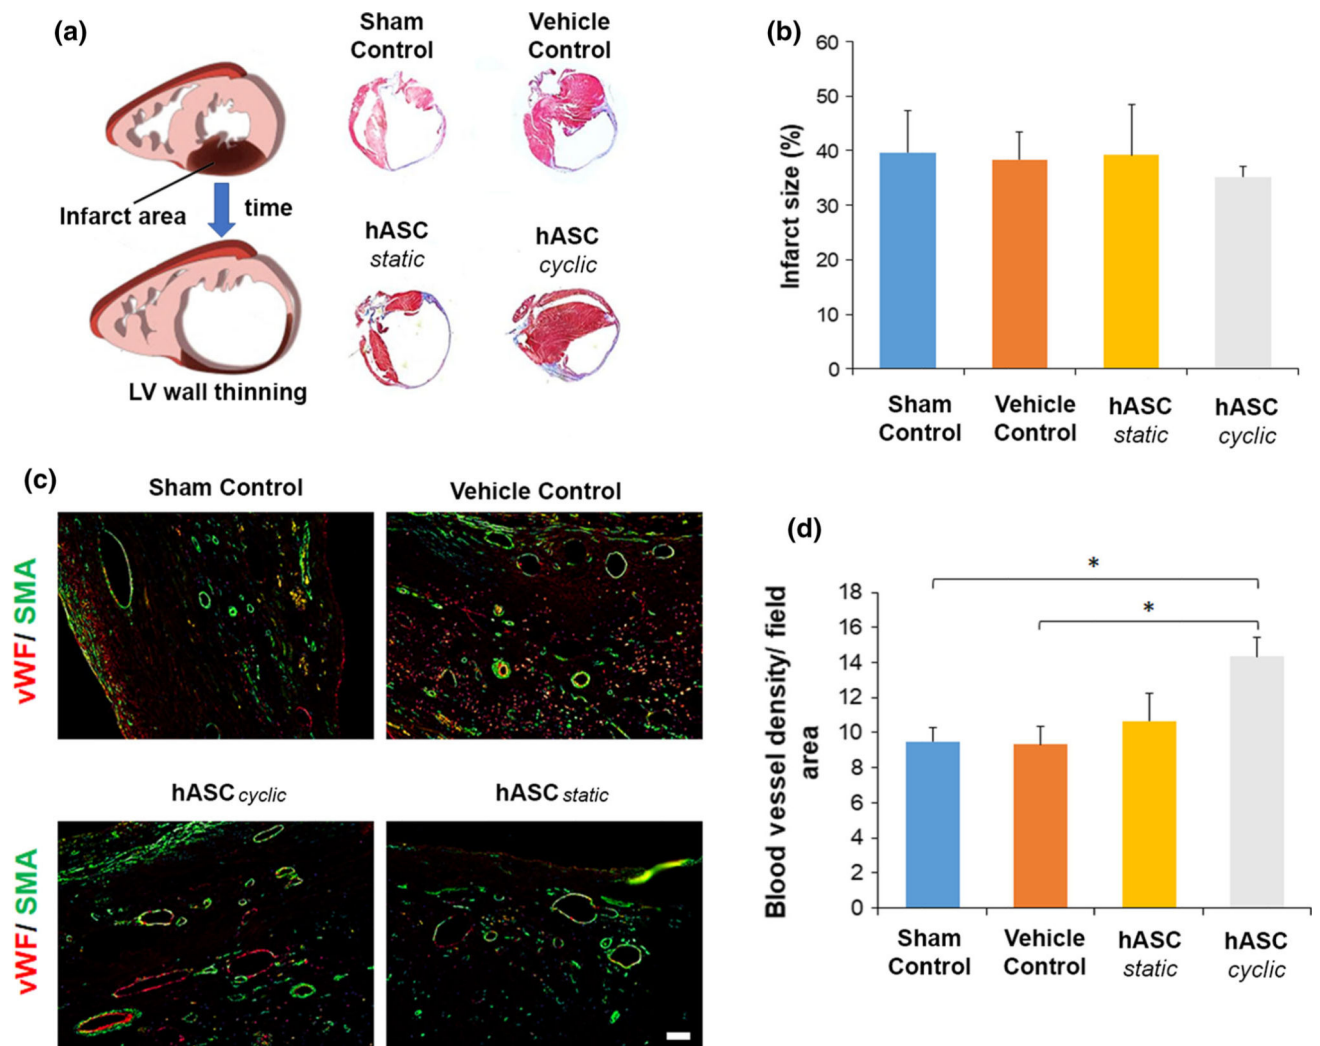 (a)
Sham
Control
Vehicle
Control
Infarct area
time
hASC
static
hASC
cyclic
LV wall thinning
(b)
Infarct size (%)
60
50
40
30
20
10
0
Sham
Control
Vehicle
Control
hASC
static
hASC
cyclic
(c)
Sham Control
Vehicle Control
vWF/ SMA
hASC cyclic
hASC static
vWF/ SMA
(d)
Blood vessel density/ field
area
*
*
18
16
14
12
10
8
6
4
2
0
Sham
Control
Vehicle
Control
hASC
static
hASC
cyclic